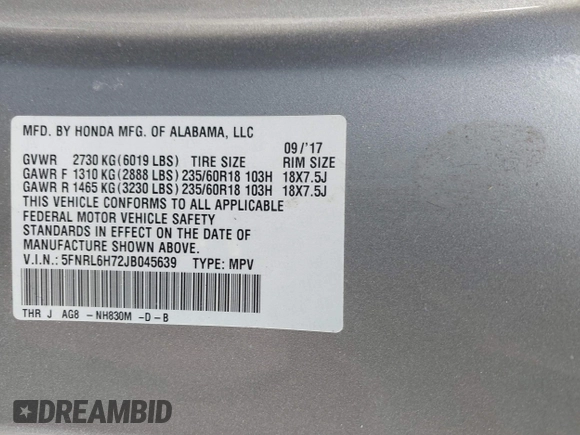 MFD. BY HONDA MFG. OF ALABAMA, LLC
09/'17
GVWR 2730 KG(6019 LBS) TIRE SIZE RIM SIZE
GAWR F 1310 KG(2888 LBS) 235/60R18 103H 18X7.5J
GAWR R 1465 KG(3230 LBS) 235/60R18 103H 18X7.5J
THIS VEHICLE CONFORMS TO ALL APPLICABLE
FEDERAL MOTOR VEHICLE SAFETY
STANDARDS IN EFFECT ON THE DATE OF
MANUFACTURE SHOWN ABOVE.
V.I.N.: 5FNRL6H72JB045639 TYPE: MPV
THR J AG8 - NH830M -D-B
DREAMBID